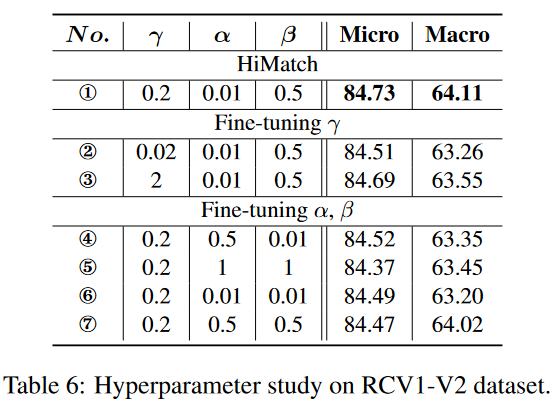 No. γ α β Micro Macro
HiMatch
① 0.2 0.01 0.5 84.73 64.11
Fine-tuning γ
② 0.02 0.01 0.5 84.51 63.26
③ 2 0.01 0.5 84.69 63.55
Fine-tuning α, β
④ 0.2 0.5 0.01 84.52 63.35
⑤ 0.2 1 1 84.37 63.45
⑥ 0.2 0.01 0.01 84.49 63.20
⑦ 0.2 0.5 0.5 84.47 64.02
Table 6: Hyperparameter study on RCV1-V2 dataset.